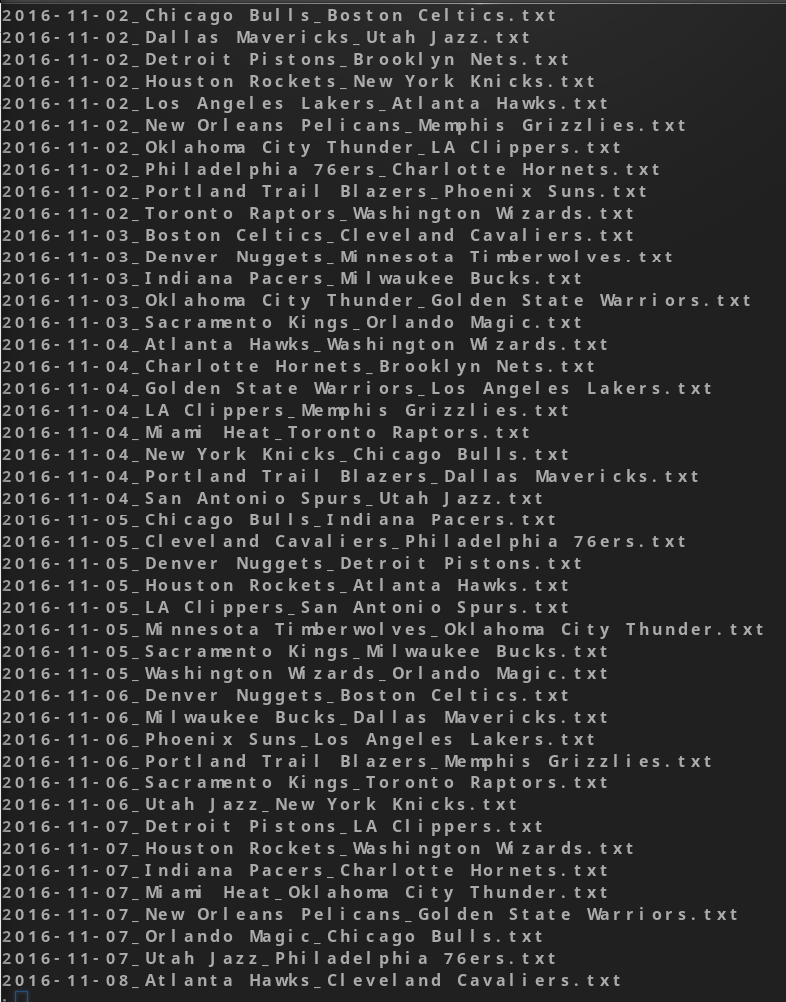 2016-11-02_Chicago Bulls_Boston Celtics.txt
2016-11-02_Dallas Mavericks_Utah Jazz.txt
2016-11-02_Detroit Pistons_Brooklyn Nets.txt
2016-11-02_Houston Rockets_New York Knicks.txt
2016-11-02_Los Angeles Lakers_Atlanta Hawks.txt
2016-11-02_New Orleans Pelicans_Memphis Grizzlies.txt
2016-11-02_Oklahoma City Thunder_LA Clippers.txt
2016-11-02_Philadelphia 76ers_Charlotte Hornets.txt
2016-11-02_Portland Trail Blazers_Phoenix Suns.txt
2016-11-02_Toronto Raptors_Washington Wizards.txt
2016-11-03_Boston Celtics_Cleveland Cavaliers.txt
2016-11-03_Denver Nuggets_Minnesota Timberwolves.txt
2016-11-03_Indiana Pacers_Milwaukee Bucks.txt
2016-11-03_Oklahoma City Thunder_Golden State Warriors.txt
2016-11-03_Sacramento Kings_Orlando Magic.txt
2016-11-04_Atlanta Hawks_Washington Wizards.txt
2016-11-04_Charlotte Hornets_Brooklyn Nets.txt
2016-11-04_Golden State Warriors_Los Angeles Lakers.txt
2016-11-04_LA Clippers_Memphis Grizzlies.txt
2016-11-04_Miami Heat_Toronto Raptors.txt
2016-11-04_New York Knicks_Chicago Bulls.txt
2016-11-04_Portland Trail Blazers_Dallas Mavericks.txt
2016-11-04_San Antonio Spurs_Utah Jazz.txt
2016-11-05_Chicago Bulls_Indiana Pacers.txt
2016-11-05_Cleveland Cavaliers_Philadelphia 76ers.txt
2016-11-05_Denver Nuggets_Detroit Pistons.txt
2016-11-05_Houston Rockets_Atlanta Hawks.txt
2016-11-05_LA Clippers_San Antonio Spurs.txt
2016-11-05_Minnesota Timberwolves_Oklahoma City Thunder.txt
2016-11-05_Sacramento Kings_Milwaukee Bucks.txt
2016-11-05_Washington Wizards_Orlando Magic.txt
2016-11-06_Denver Nuggets_Boston Celtics.txt
2016-11-06_Milwaukee Bucks_Dallas Mavericks.txt
2016-11-06_Phoenix Suns_Los Angeles Lakers.txt
2016-11-06_Portland Trail Blazers_Memphis Grizzlies.txt
2016-11-06_Sacramento Kings_Toronto Raptors.txt
2016-11-06_Utah Jazz_New York Knicks.txt
2016-11-07_Detroit Pistons_LA Clippers.txt
2016-11-07_Houston Rockets_Washington Wizards.txt
2016-11-07_Indiana Pacers_Charlotte Hornets.txt
2016-11-07_Miami Heat_Oklahoma City Thunder.txt
2016-11-07_New Orleans Pelicans_Golden State Warriors.txt
2016-11-07_Orlando Magic_Chicago Bulls.txt
2016-11-07_Utah Jazz_Philadelphia 76ers.txt
2016-11-08_Atlanta Hawks_Cleveland Cavaliers.txt